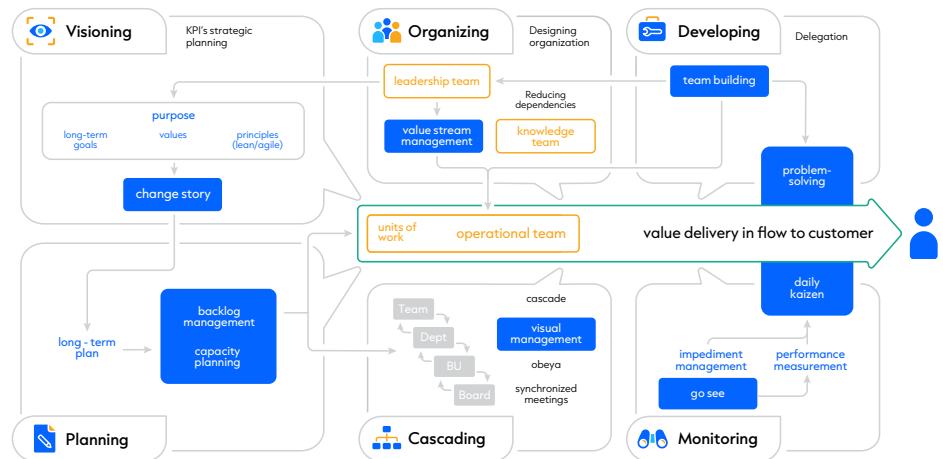 Visioning
KPI's strategic
planning
purpose
long-term
goals
values
principles
(lean/agile)
change story
Organizing
Designing
organization
leadership team
Reducing
dependencies
value stream
management
knowledge
team
Developing
Delegation
team building
problem-
solving
units of
work
operational team
value delivery in flow to customer
long - term
plan
backlog
management
capacity
planning
Planning
Team
Dept
BU
Board
cascade
visual
management
obeya
synchronized
meetings
Cascading
daily
kaizen
impediment
management
performance
measurement
go see
Monitoring